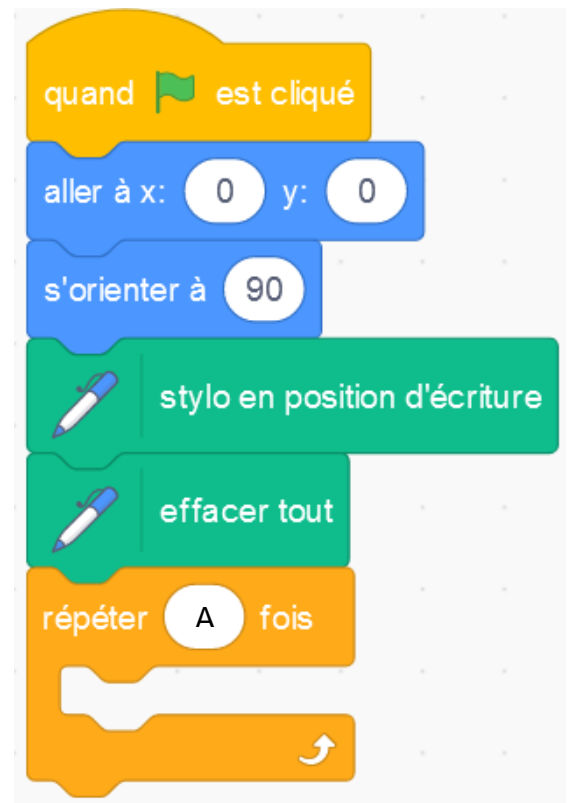 quand est cliqué
aller à x: 0 y: 0
s'orienter à 90
stylo en position d'écriture
effacer tout
répéter A fois